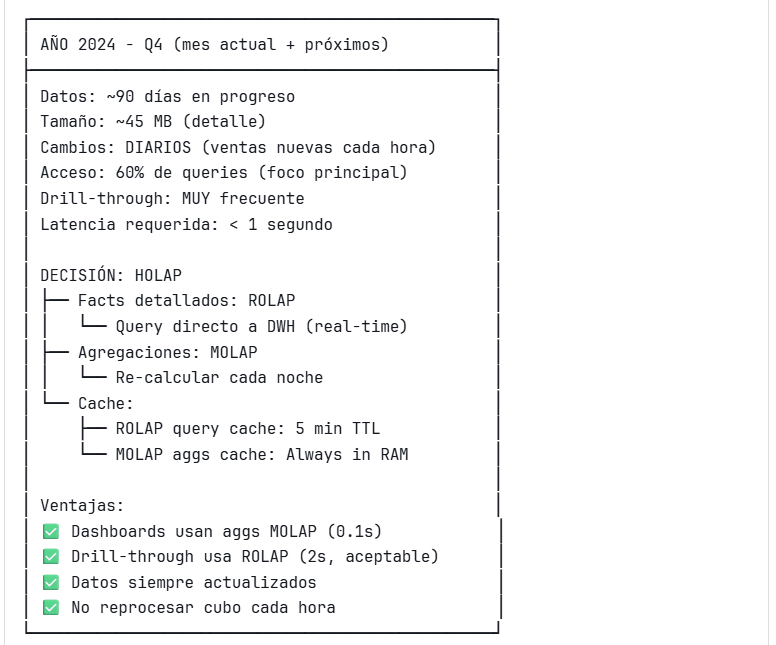 AÑO 2024 - Q4 (mes actual + próximos)
Datos: ~90 días en progreso
Tamaño: ~45 MB (detalle)
Cambios: DIARIOS (ventas nuevas cada hora)
Acceso: 60% de queries (foco principal)
Drill-through: MUY frecuente
Latencia requerida: < 1 segundo
DECISIÓN: HOLAP
├── Facts detallados: ROLAP
│   └── Query directo a DWH (real-time)
├── Agregaciones: MOLAP
│   └── Re-calcular cada noche
└── Cache:
    ├── ROLAP query cache: 5 min TTL
    └── MOLAP aggs cache: Always in RAM
Ventajas:
✅ Dashboards usan aggs MOLAP (0.1s)
✅ Drill-through usa ROLAP (2s, aceptable)
✅ Datos siempre actualizados
✅ No reprocesar cubo cada hora